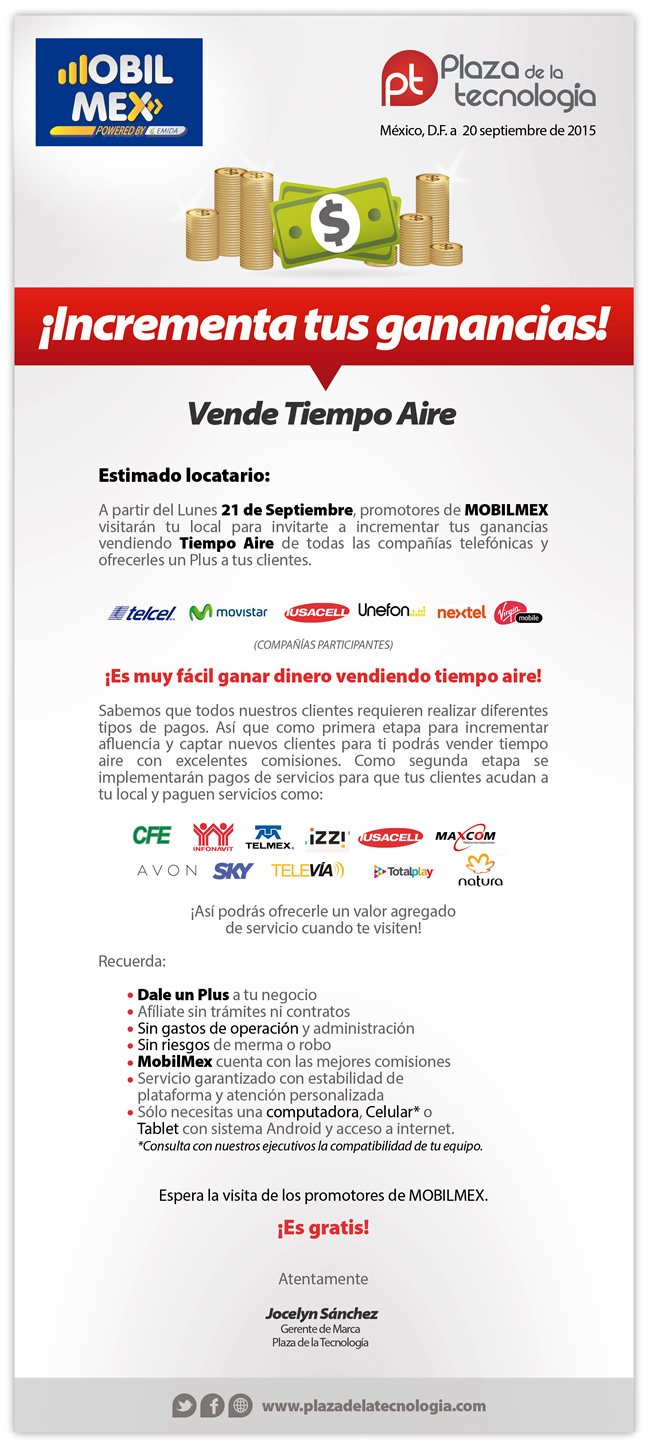 MOBIL
MEX
POWERED BY EMIDA
pt Plaza de la
tecnología
México, D.F. a 20 septiembre de 2015
$
¡Incrementa tus ganancias!
Vende Tiempo Aire
Estimado locatario:
A partir del Lunes 21 de Septiembre, promotores de MOBILMEX
visitarán tu local para invitarte a incrementar tus ganancias
vendiendo Tiempo Aire de todas las compañías telefónicas y
ofrecerles un Plus a tus clientes.
telcel movistar IUSACELL Unefon nextel Virgin mobile
(COMPAÑÍAS PARTICIPANTES)
¡Es muy fácil ganar dinero vendiendo tiempo aire!
Sabemos que todos nuestros clientes requieren realizar diferentes
tipos de pagos. Así que como primera etapa para incrementar
afluencia y captar nuevos clientes para ti podrás vender tiempo
aire con excelentes comisiones. Como segunda etapa se
implementarán pagos de servicios para que tus clientes acudan a
tu local y paguen servicios como:
CFE INFONAVIT TELMEX izzi IUSACELL MAXCOM
AVON SKY TELEVÍA Totalplay natura
¡Así podrás ofrecerle un valor agregado
de servicio cuando te visiten!
Recuerda:
• Dale un Plus a tu negocio
• Afíliate sin trámites ni contratos
• Sin gastos de operación y administración
• Sin riesgos de merma o robo
• MobilMex cuenta con las mejores comisiones
• Servicio garantizado con estabilidad de
plataforma y atención personalizada
• Sólo necesitas una computadora, Celular* o
Tablet con sistema Android y acceso a internet.
*Consulta con nuestros ejecutivos la compatibilidad de tu equipo.
Espera la visita de los promotores de MOBILMEX.
¡Es gratis!
Atentamente
Jocelyn Sánchez
Gerente de Marca
Plaza de la Tecnología
www.plazadelatecnologia.com